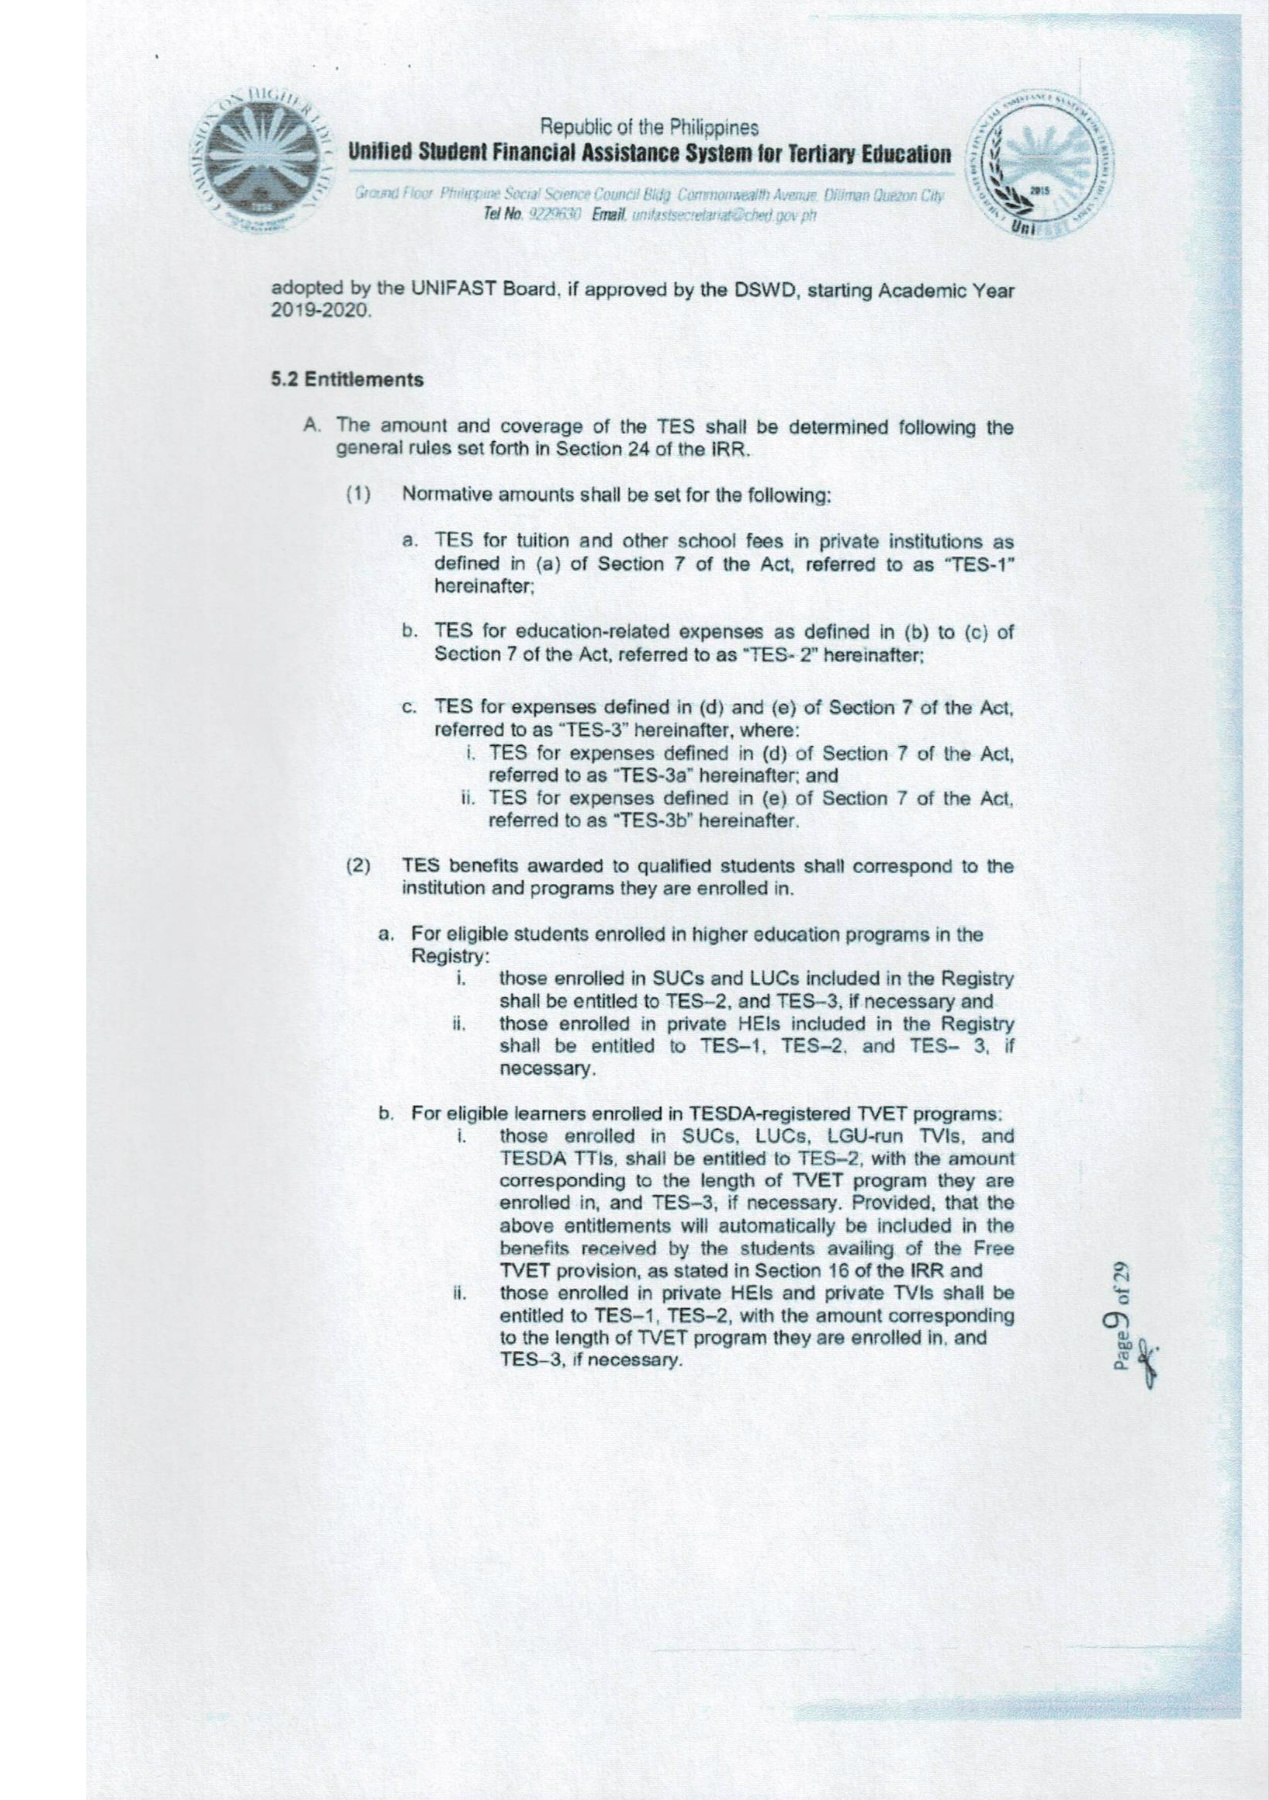 Republic of the Philippines
Unified Student Financial Assistance System for Tertiary Education
Ground Floor Philippine Social Science Council Bldg Commonwealth Avenue, Diliman Quezon City
Tel No. 9229630 Email. unifastsecretariat@ched.gov.ph
2015
UniFAST
adopted by the UNIFAST Board, if approved by the DSWD, starting Academic Year
2019-2020.
5.2 Entitlements
A. The amount and coverage of the TES shall be determined following the
general rules set forth in Section 24 of the IRR.
(1) Normative amounts shall be set for the following:
a. TES for tuition and other school fees in private institutions as
defined in (a) of Section 7 of the Act, referred to as "TES-1"
hereinafter;
b. TES for education-related expenses as defined in (b) to (c) of
Section 7 of the Act, referred to as "TES- 2" hereinafter;
c. TES for expenses defined in (d) and (e) of Section 7 of the Act,
referred to as "TES-3" hereinafter, where:
i. TES for expenses defined in (d) of Section 7 of the Act,
referred to as "TES-3a" hereinafter; and
ii. TES for expenses defined in (e) of Section 7 of the Act,
referred to as "TES-3b" hereinafter.
(2) TES benefits awarded to qualified students shall correspond to the
institution and programs they are enrolled in.
a. For eligible students enrolled in higher education programs in the
Registry:
i. those enrolled in SUCs and LUCs included in the Registry
shall be entitled to TES–2, and TES–3, if necessary and
ii. those enrolled in private HEIs included in the Registry
shall be entitled to TES–1, TES–2, and TES– 3, if
necessary.
b. For eligible learners enrolled in TESDA-registered TVET programs:
i. those enrolled in SUCs, LUCs, LGU-run TVIs, and
TESDA TTIs, shall be entitled to TES–2, with the amount
corresponding to the length of TVET program they are
enrolled in, and TES–3, if necessary. Provided, that the
above entitlements will automatically be included in the
benefits received by the students availing of the Free
TVET provision, as stated in Section 16 of the IRR and
ii. those enrolled in private HEIs and private TVIs shall be
entitled to TES–1, TES–2, with the amount corresponding
to the length of TVET program they are enrolled in, and
TES–3, if necessary.
Page 9 of 29